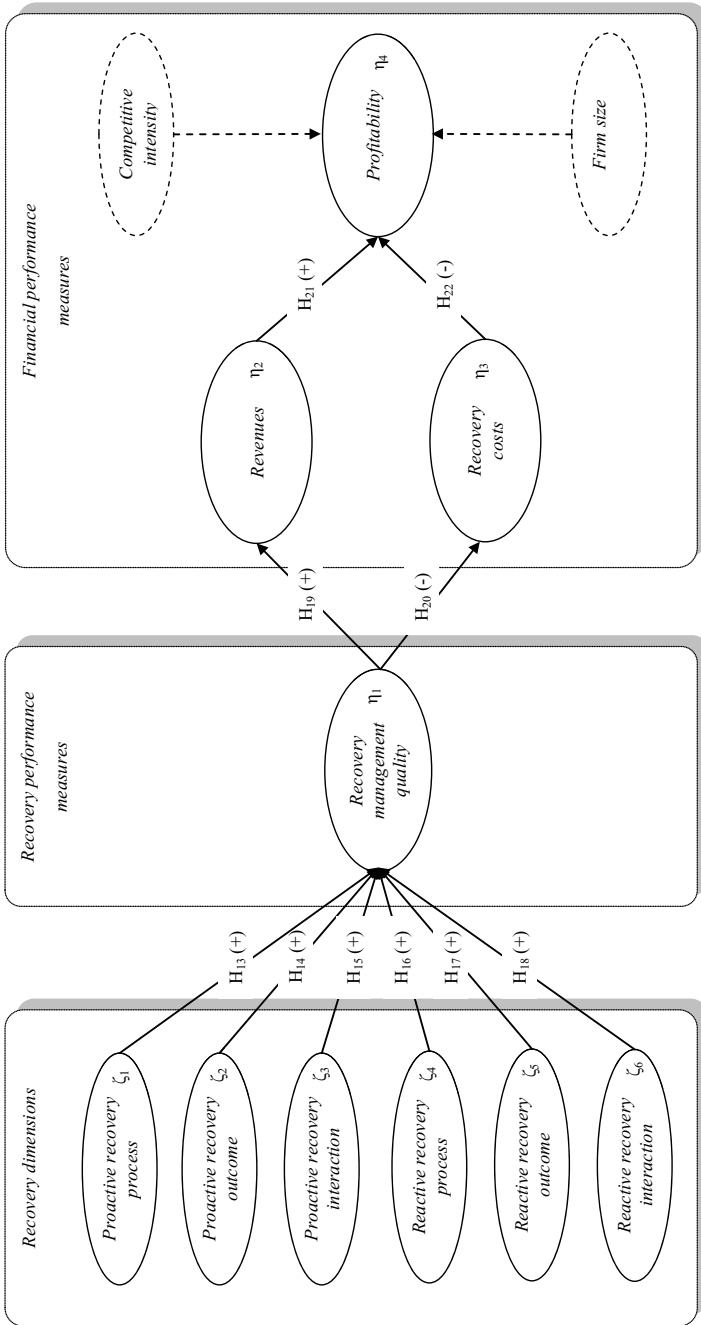 Recovery dimensions
Proactive recovery ζ1
process
Proactive recovery ζ2
outcome
Proactive recovery ζ3
interaction
Reactive recovery ζ4
process
Reactive recovery ζ5
outcome
Reactive recovery ζ6
interaction
H13 (+)
H14 (+)
H15 (+)
H16 (+)
H17 (+)
H18 (+)
Recovery performance
measures
Recovery
management
quality
η1
H19 (+)
H20 (-)
Financial performance
measures
Revenues
η2
Recovery
costs
η3
H21 (+)
H22 (-)
Competitive
intensity
Profitability
η4
Firm size